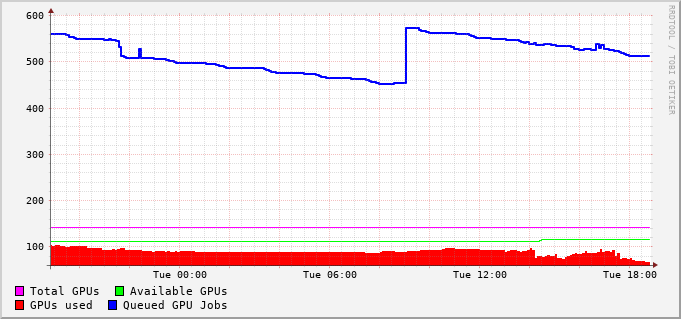 600
500
400
300
200
100
Tue 00:00 Tue 06:00 Tue 12:00 Tue 18:00
Total GPUs Available GPUs
GPUs used Queued GPU Jobs
RRDTOOL / TOBI OETIKER